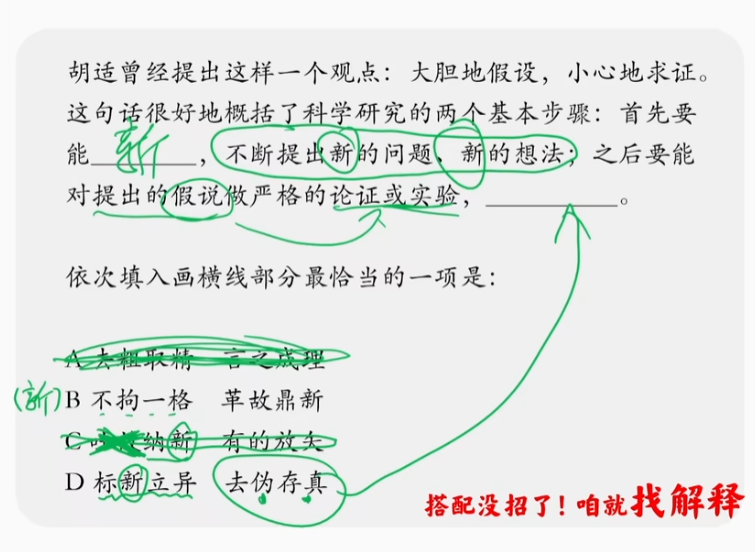 胡适曾经提出这样一个观点：大胆地假设，小心地求证。
这句话很好地概括了科学研究的两个基本步骤：首先要
能________，不断提出新的问题、新的想法；之后要能
新
对提出的假说做严格的论证或实验，__________。
依次填入画横线部分最恰当的一项是：
A 去粗取精 言之成理
(新) B 不拘一格 革故鼎新
C 吐故纳新 有的放矢
D 标新立异 去伪存真
搭配没招了！咱就找解释